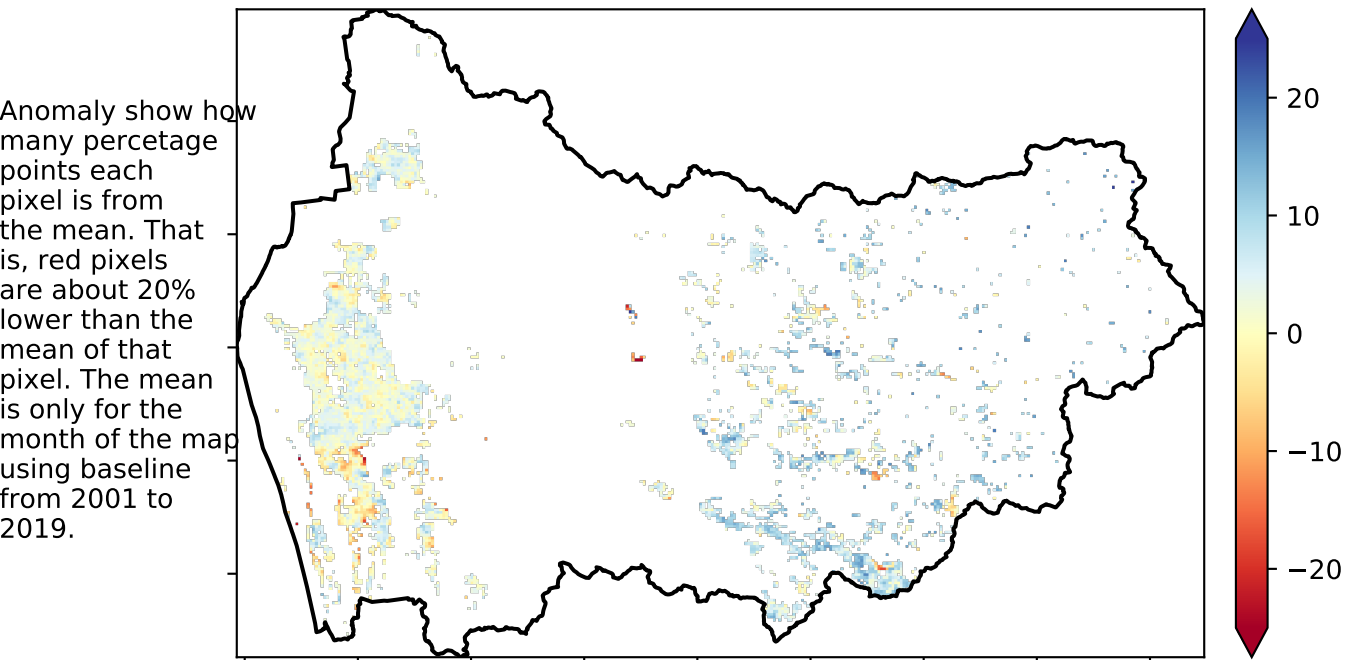 Anomaly show how
many percetage
points each
pixel is from
the mean. That
is, red pixels
are about 20%
lower than the
mean of that
pixel. The mean
is only for the
month of the map
using baseline
from 2001 to
2019.
20
10
0
−10
−20